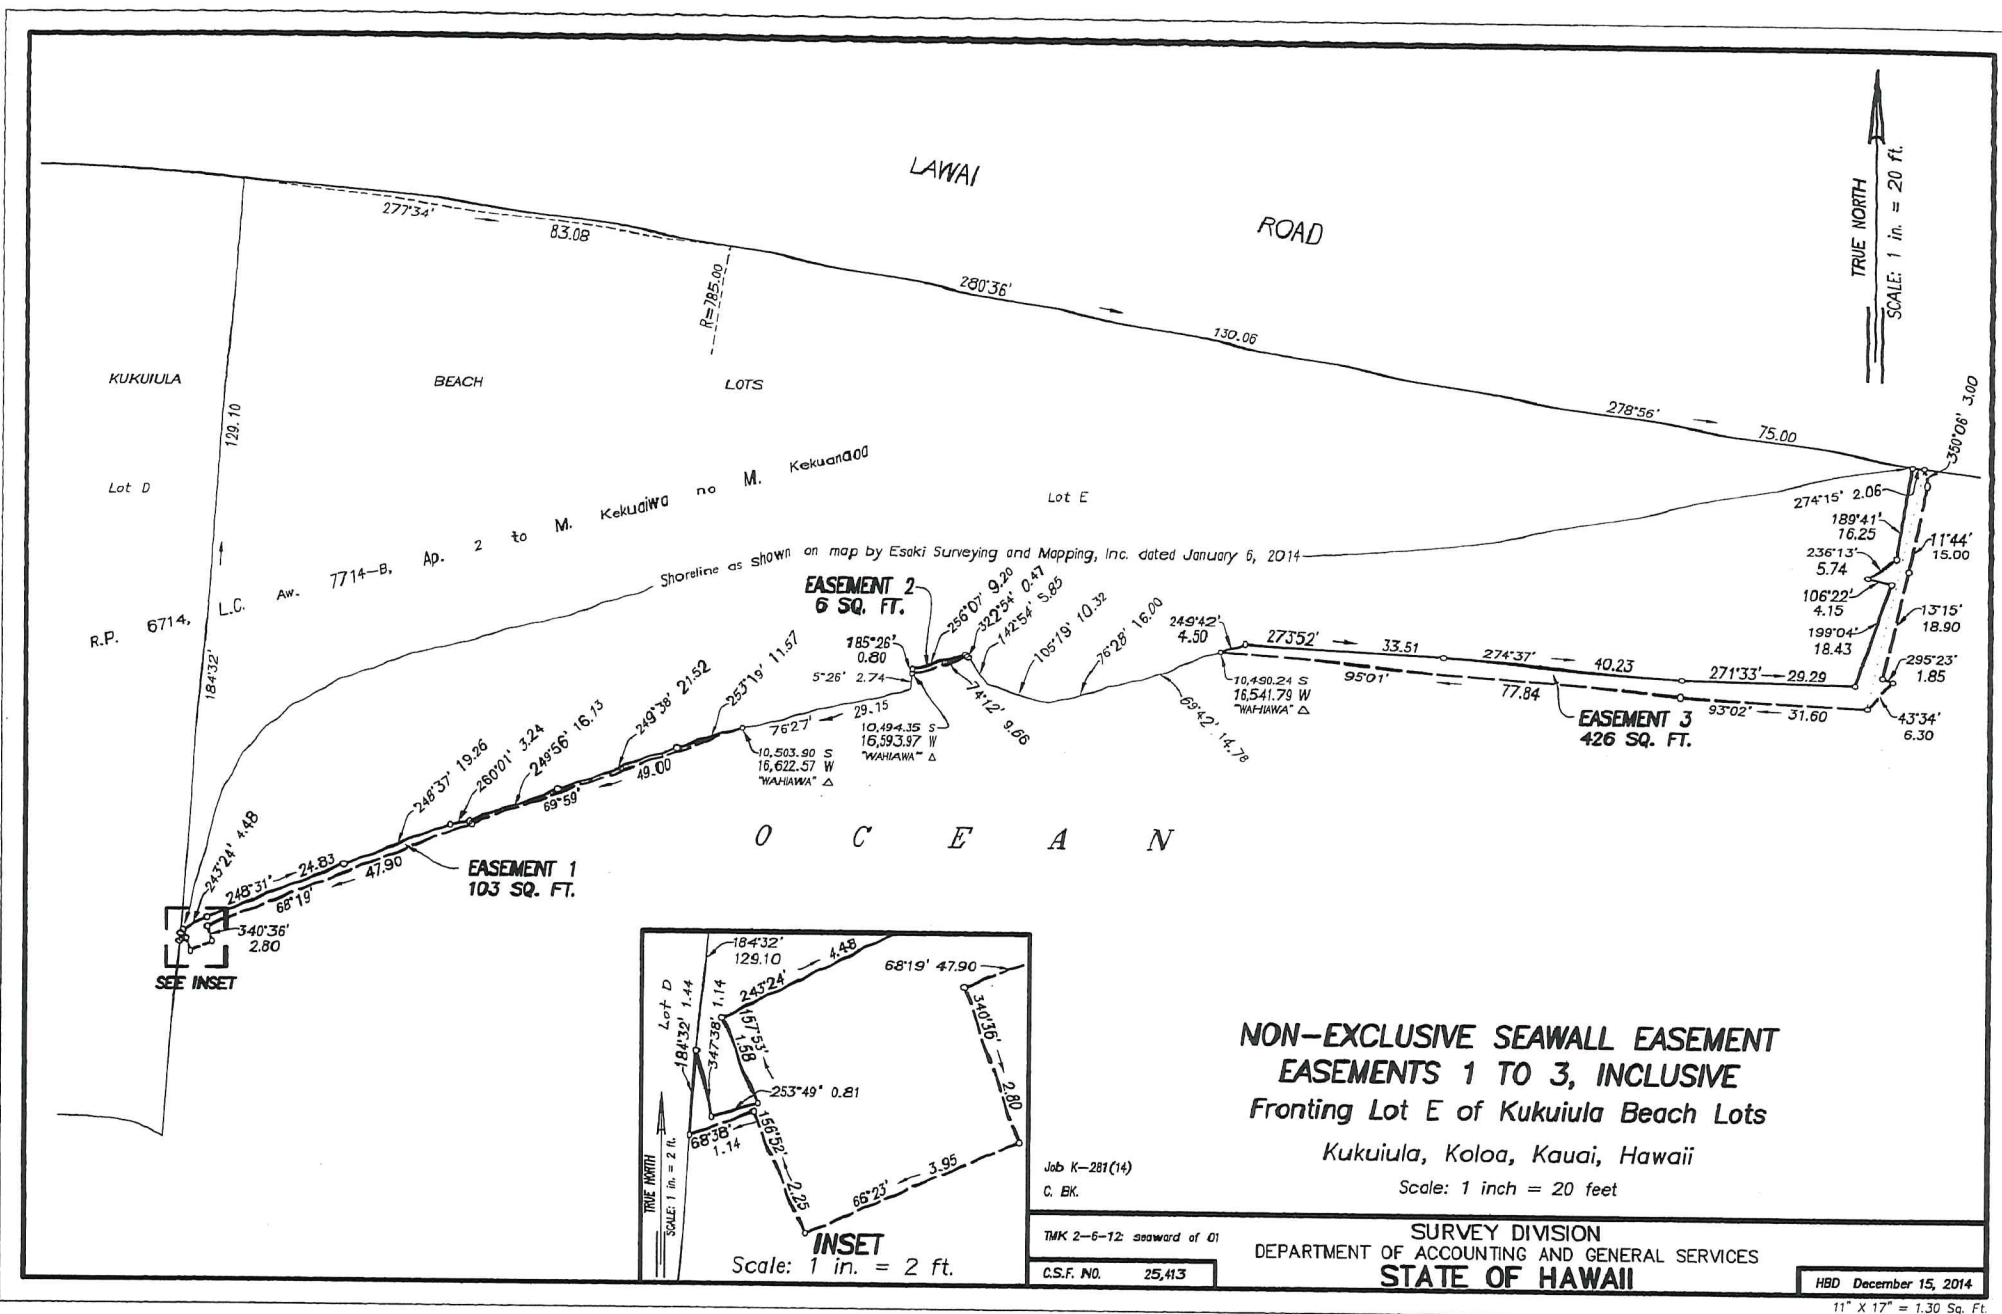 LAWAI
ROAD
TRUE NORTH
SCALE: 1 in. = 20 ft.
277°34'
83.08
R=785.00
280°36'
130.06
278°56'
75.00
350°06' 3.00
KUKUIULA
BEACH
LOTS
129.10
184°32'
Lot D
Lot E
R.P. 6714, L.C. Aw. 7714-B, Ap. 2 to M. Kekuaiwa no M. Kekuanaoa
Shoreline as shown on map by Esaki Surveying and Mapping, Inc. dated January 6, 2014
274°15' 2.06
189°41'
16.25
236°13'
5.74
106°22'
4.15
199°04'
18.43
11°44'
15.00
13°15'
18.90
295°23'
1.85
43°34'
6.30
EASEMENT 2
6 SQ. FT.
185°26'
0.80
5°26' 2.74
256°07' 9.20
322°54' 0.47
142°54' 5.85
105°19' 10.32
76°28' 16.00
249°42'
4.50
273°52'
33.51
274°37'
40.23
271°33'
29.29
95°01'
77.84
93°02'
31.60
EASEMENT 3
426 SQ. FT.
10,490.24 S
16,541.79 W
"WAHIAWA" △
69°42' 14.78
74°12' 9.66
10,494.35 S
16,593.97 W
"WAHIAWA" △
76°27'
29.15
10,503.90 S
16,622.57 W
"WAHIAWA" △
253°19' 11.57
249°38' 21.52
249°56' 16.13
260°01' 3.24
248°37' 19.26
69°59'
49.00
243°24' 4.48
248°31'
24.83
68°19'
47.90
340°36'
2.80
EASEMENT 1
103 SQ. FT.
SEE INSET
OCEAN
184°32'
129.10
Lot D
184°32' 1.44
347°38' 1.14
243°24'
4.48
157°53'
1.58
253°49' 0.81
68°38'
1.14
156°52'
2.25
66°23'
3.95
68°19' 47.90
340°36'
2.80
TRUE NORTH
SCALE: 1 in. = 2 ft.
INSET
Scale: 1 in. = 2 ft.
NON-EXCLUSIVE SEAWALL EASEMENT
EASEMENTS 1 TO 3, INCLUSIVE
Fronting Lot E of Kukuiula Beach Lots
Kukuiula, Koloa, Kauai, Hawaii
Scale: 1 inch = 20 feet
Job K-281(14)
C. BK.
TMK 2-6-12: seaward of 01
C.S.F. NO. 25,413
SURVEY DIVISION
DEPARTMENT OF ACCOUNTING AND GENERAL SERVICES
STATE OF HAWAII
HBD December 15, 2014
11" X 17" = 1.30 Sq. Ft.